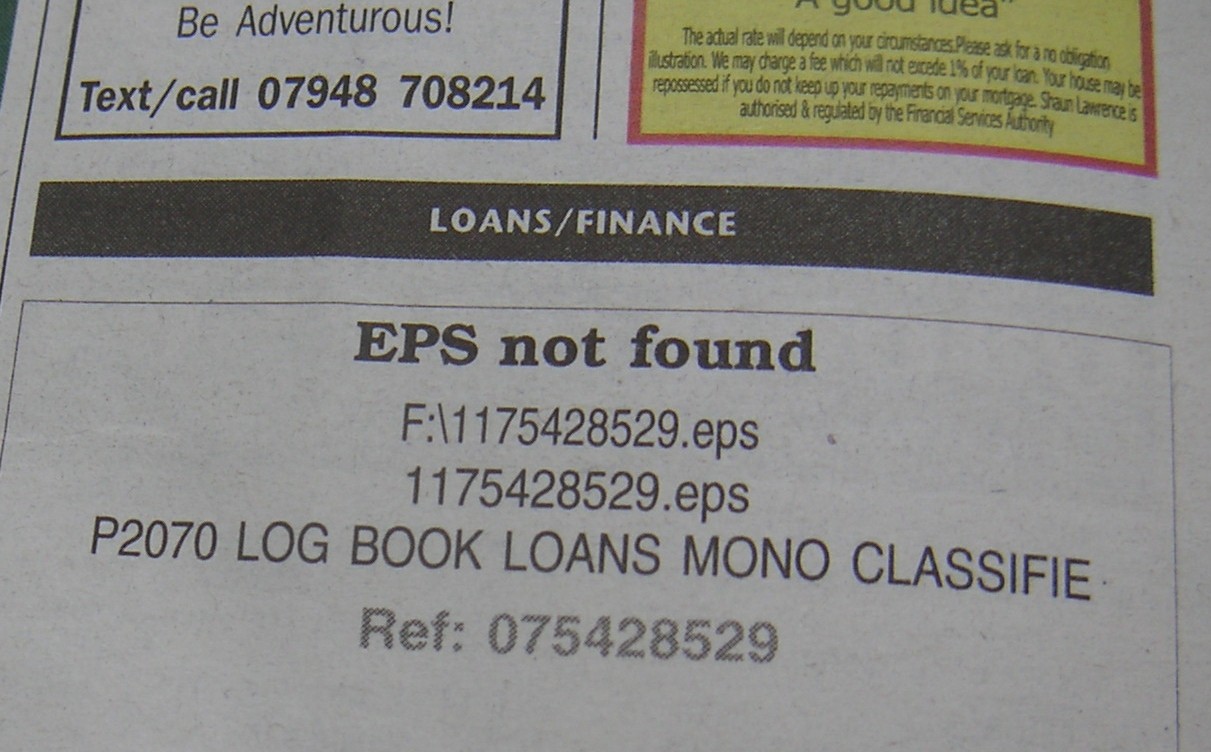 Be Adventurous!
Text/call 07948 708214
A good idea"
The actual rate will depend on your circumstances.Please ask for a no obligation
illustration. We may charge a fee which will not excede 1% of your loan. Your house may be
repossessed if you do not keep up your repayments on your mortgage. Shaun Lawrence is
authorised & regulated by the Financial Services Authority
LOANS/FINANCE
EPS not found
F:\1175428529.eps
1175428529.eps
P2070 LOG BOOK LOANS MONO CLASSIFIE
Ref: 075428529